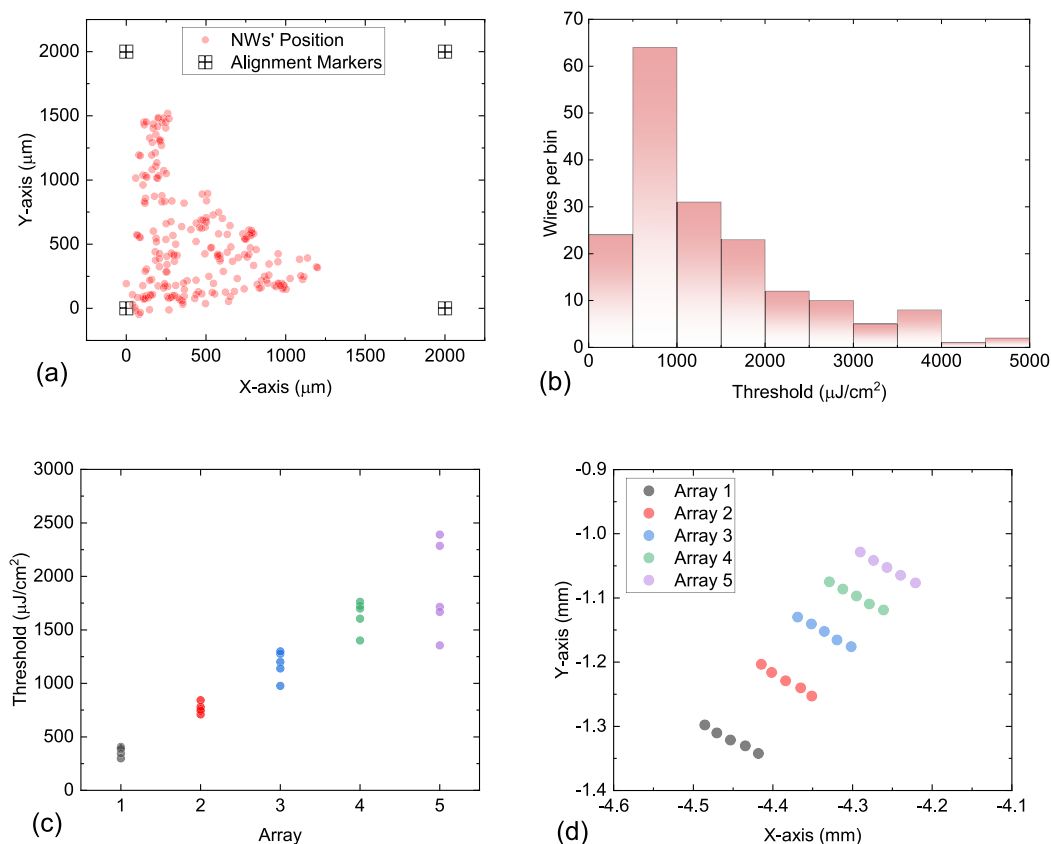 NWs' Position
Alignment Markers
2000
1500
1000
500
0
Y-axis (μm)
0
500
1000
1500
2000
X-axis (μm)
(a)
70
60
50
40
30
20
10
0
Wires per bin
0
1000
2000
3000
4000
5000
Threshold (μJ/cm²)
(b)
3000
2500
2000
1500
1000
500
0
Threshold (μJ/cm²)
1
2
3
4
5
Array
(c)
Array 1
Array 2
Array 3
Array 4
Array 5
-0.9
-1.0
-1.1
-1.2
-1.3
-1.4
Y-axis (mm)
-4.6
-4.5
-4.4
-4.3
-4.2
-4.1
X-axis (mm)
(d)